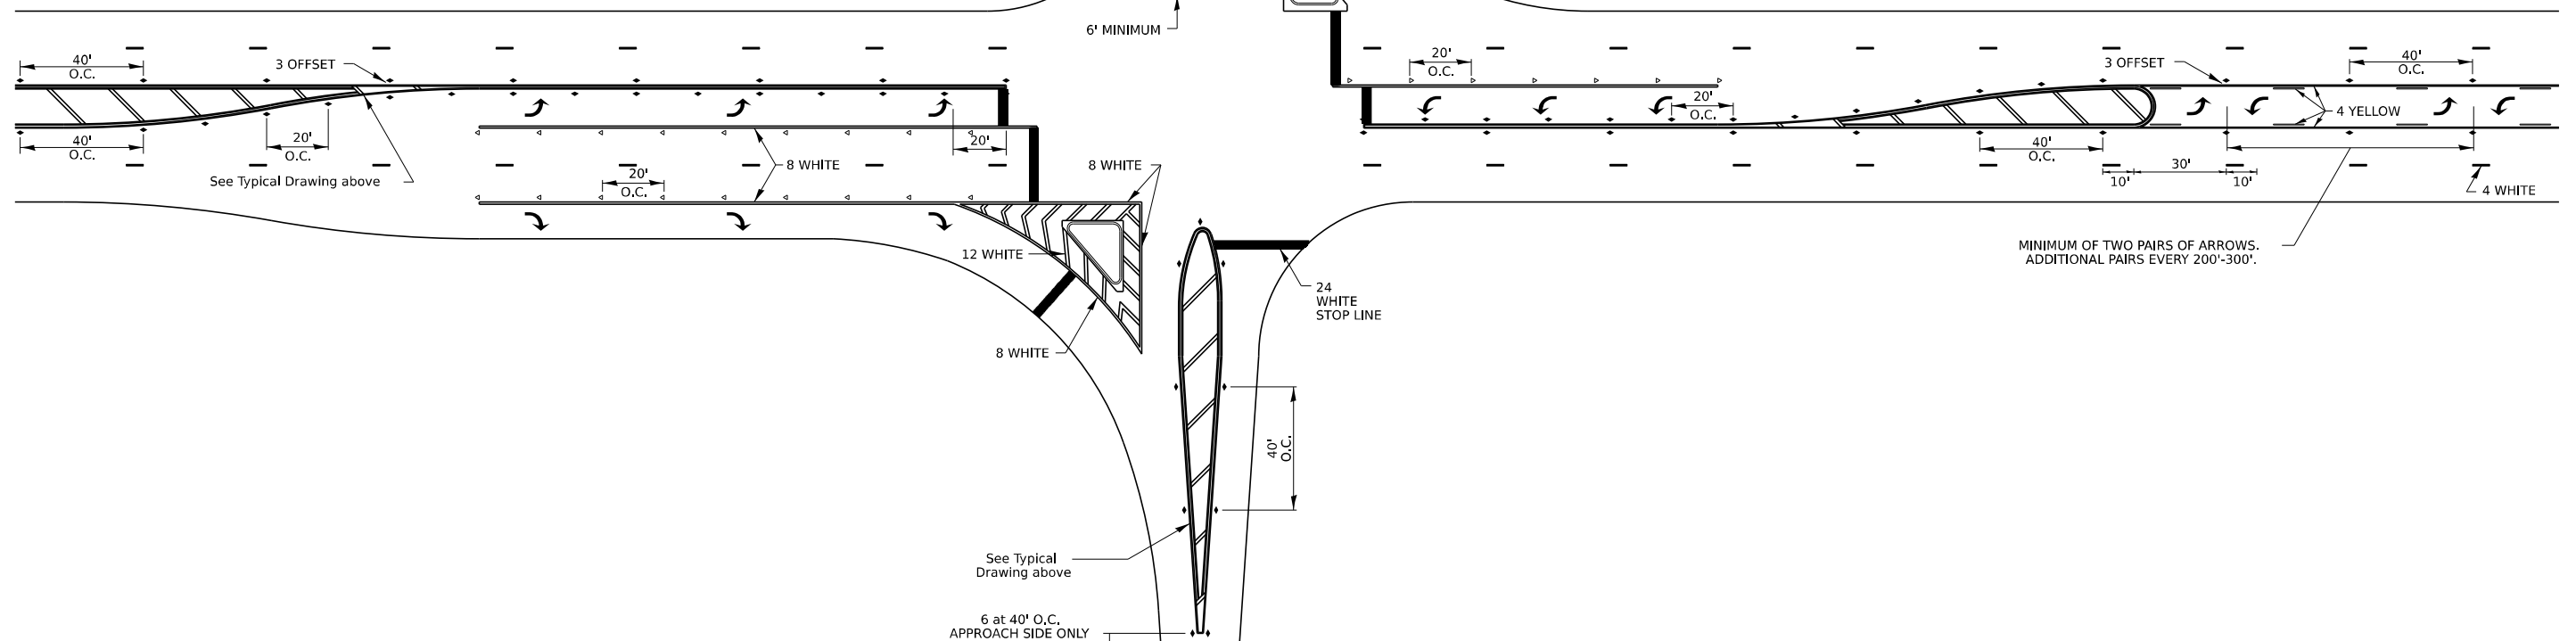 6' MINIMUM
40'
O.C.
3 OFFSET
20'
O.C.
3 OFFSET
40'
O.C.
20'
O.C.
4 YELLOW
40'
O.C.
20'
O.C.
20'
8 WHITE
8 WHITE
40'
O.C.
See Typical Drawing above
20'
O.C.
30'
10'
10'
4 WHITE
12 WHITE
MINIMUM OF TWO PAIRS OF ARROWS.
ADDITIONAL PAIRS EVERY 200'-300'.
24
WHITE
STOP LINE
8 WHITE
40'
O.C.
See Typical
Drawing above
6 at 40' O.C.
APPROACH SIDE ONLY